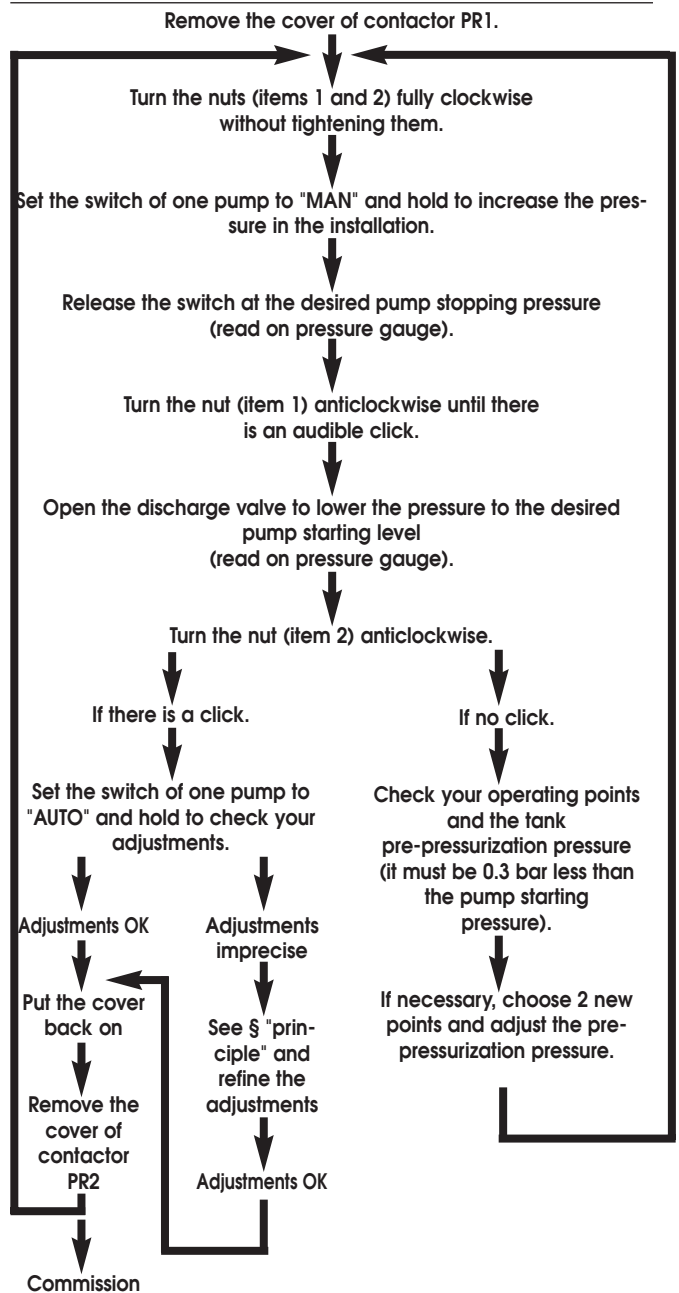 Remove the cover of contactor PR1.
Turn the nuts (items 1 and 2) fully clockwise
without tightening them.
Set the switch of one pump to "MAN" and hold to increase the pres-
sure in the installation.
Release the switch at the desired pump stopping pressure
(read on pressure gauge).
Turn the nut (item 1) anticlockwise until there
is an audible click.
Open the discharge valve to lower the pressure to the desired
pump starting level
(read on pressure gauge).
Turn the nut (item 2) anticlockwise.
If there is a click.
Set the switch of one pump to
"AUTO" and hold to check your
adjustments.
Adjustments OK
Put the cover
back on
Remove the
cover of
contactor
PR2
Commission
Adjustments
imprecise
See § "prin-
ciple" and
refine the
adjustments
Adjustments OK
If no click.
Check your operating points
and the tank
pre-pressurization pressure
(it must be 0.3 bar less than
the pump starting
pressure).
If necessary, choose 2 new
points and adjust the pre-
pressurization pressure.